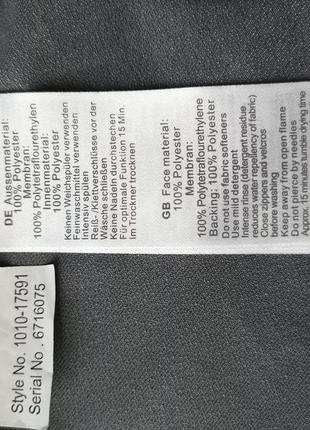 DE Aussenmaterial:
100% Polyester
Membran:
100% Polytetraflourethylen
Innenmaterial:
100% Polyester
Keinen Weichspüler verwenden
Feinwaschmittel verwenden
Intensiv spülen
Reiß-/Klettverschlüsse vor der
Wäsche schließen
Keine Nadeln durchstechen
Für optimale Funktion 15 Min.
Im Trockner trocknen
GB Face material:
100% Polyester
Membran:
100% Polytetraflourethylene
Backing: 100% Polyester
Do not use fabric softeners
Use mild detergent
Intense rinse (detergent residue
reduces waterrepellency of fabric)
Close zippers and velcros
before washing
Keep away from open flame
Do not pierce from needles
Approx. 15 minutes tumble drying time
Style No. 1010-17591
Serial No. 6716075